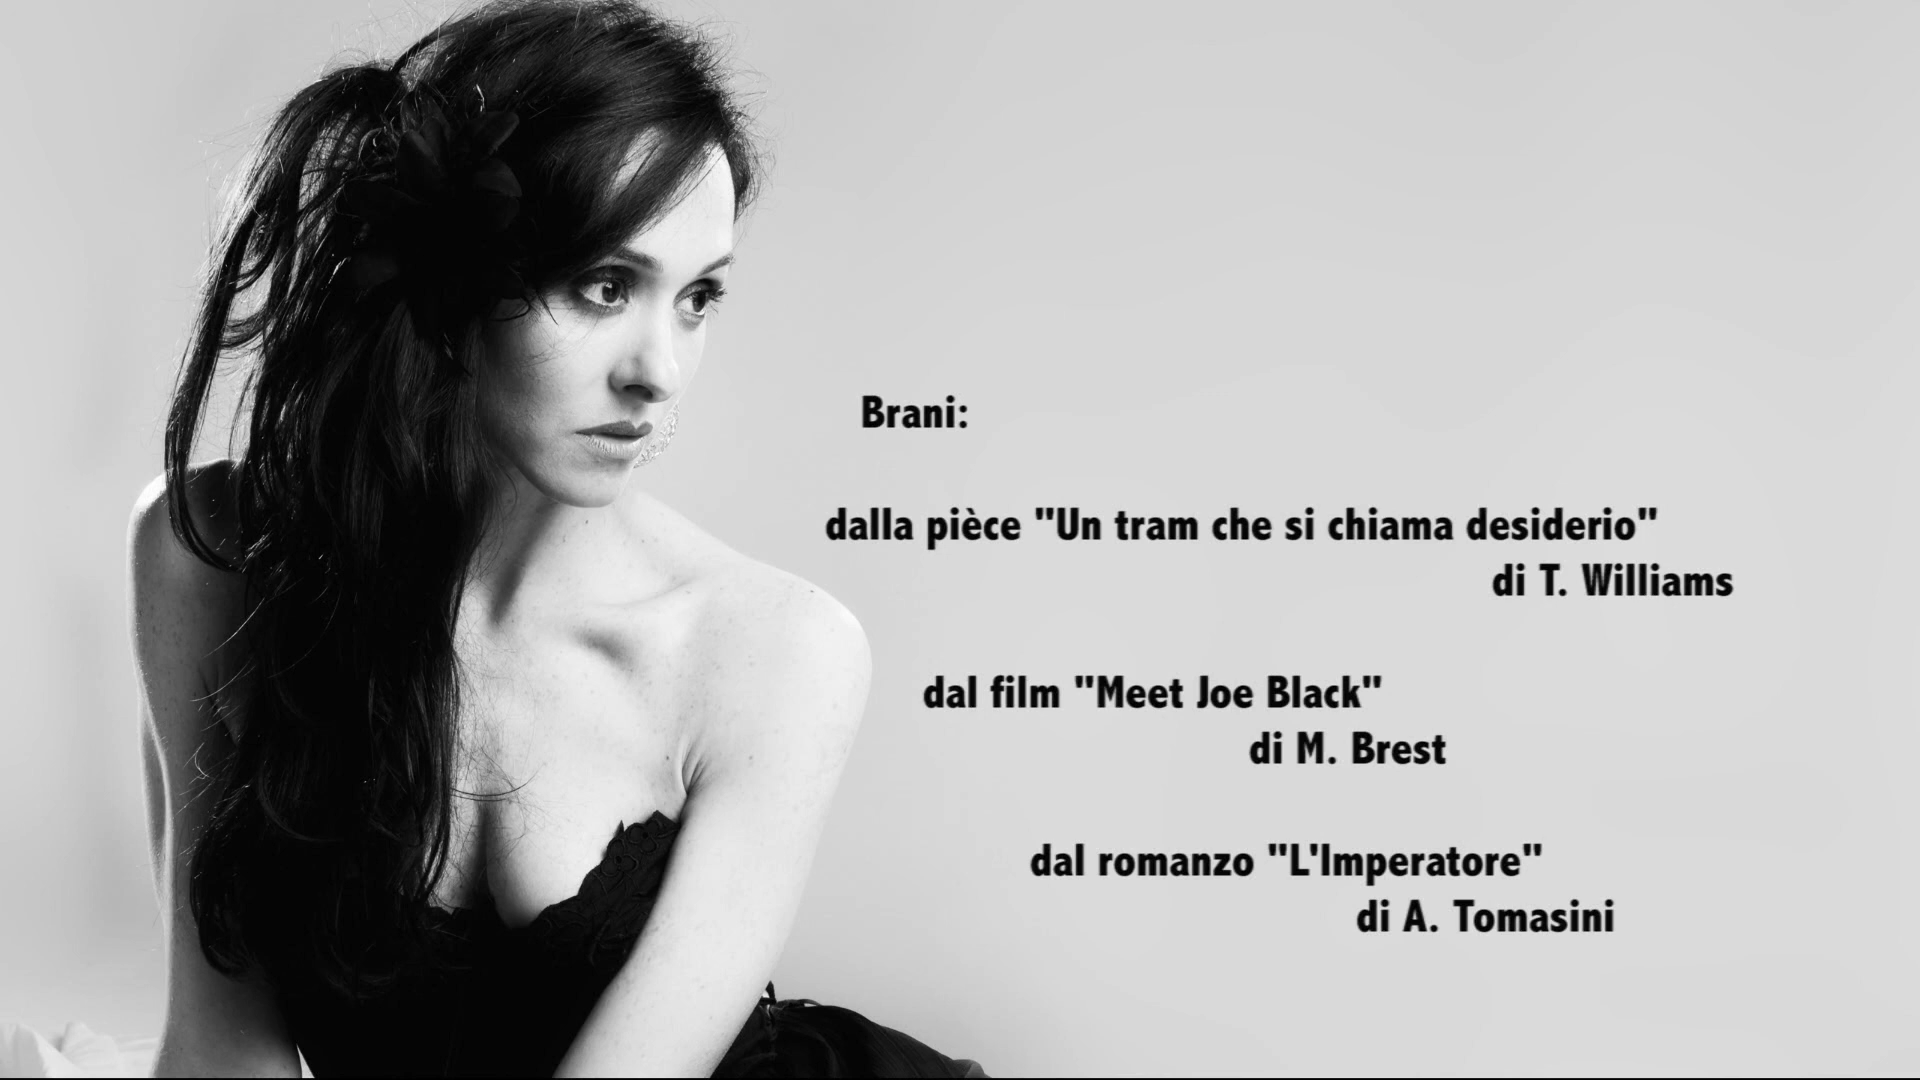 Brani:
dalla pièce "Un tram che si chiama desiderio"
di T. Williams
dal film "Meet Joe Black"
di M. Brest
dal romanzo "L'Imperatore"
di A. Tomasini